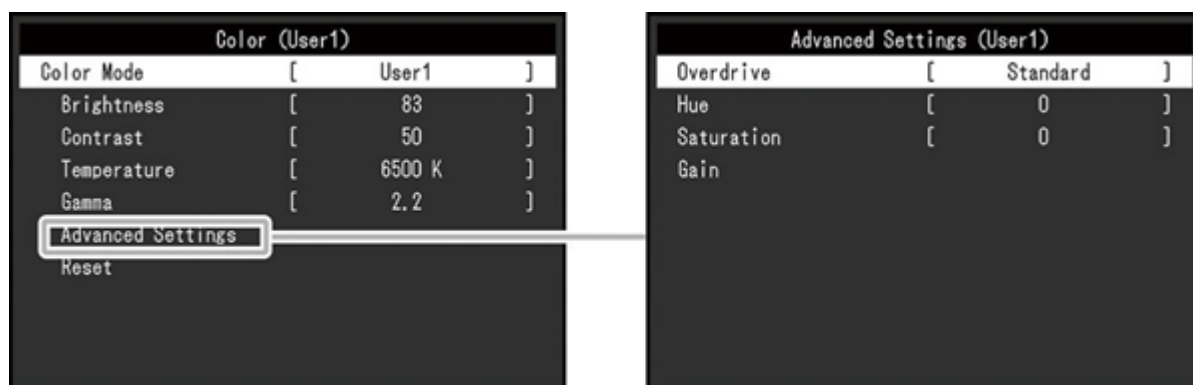 Color (User1)
Color Mode [ User1 ]
Brightness [ 83 ]
Contrast [ 50 ]
Temperature [ 6500 K ]
Gamma [ 2.2 ]
Advanced Settings
Reset
Advanced Settings (User1)
Overdrive [ Standard ]
Hue [ 0 ]
Saturation [ 0 ]
Gain